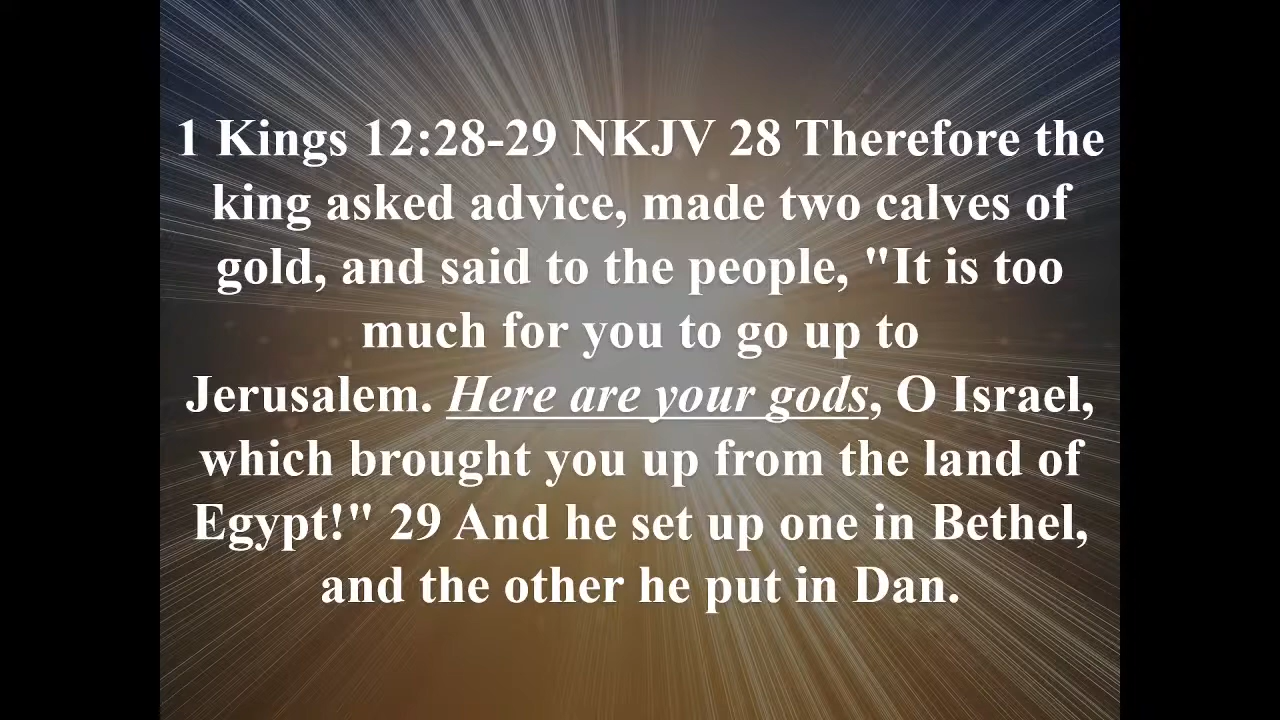 1 Kings 12:28-29 NKJV 28 Therefore the
king asked advice, made two calves of
gold, and said to the people, "It is too
much for you to go up to
Jerusalem. Here are your gods, O Israel,
which brought you up from the land of
Egypt!" 29 And he set up one in Bethel,
and the other he put in Dan.